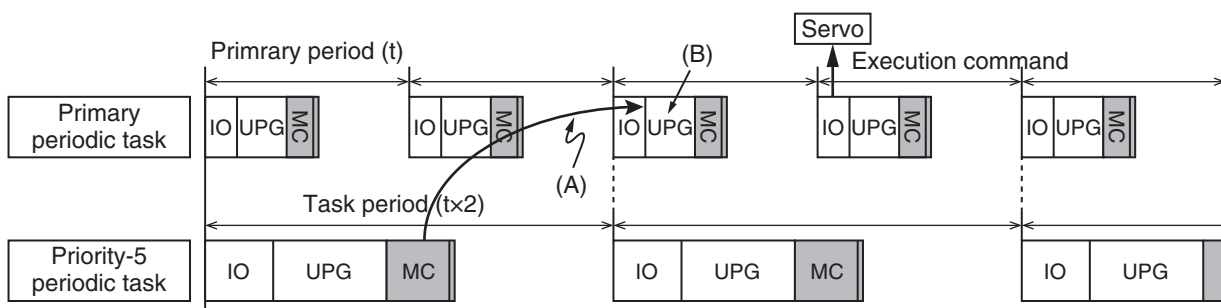 Servo
Primrary period (t)
(B)
Execution command
Primary
periodic task
IO UPG MC
IO UPG MC
IO UPG MC
IO UPG MC
IO UPG MC
(A)
Task period (t×2)
Priority-5
periodic task
IO UPG MC
IO UPG MC
IO UPG